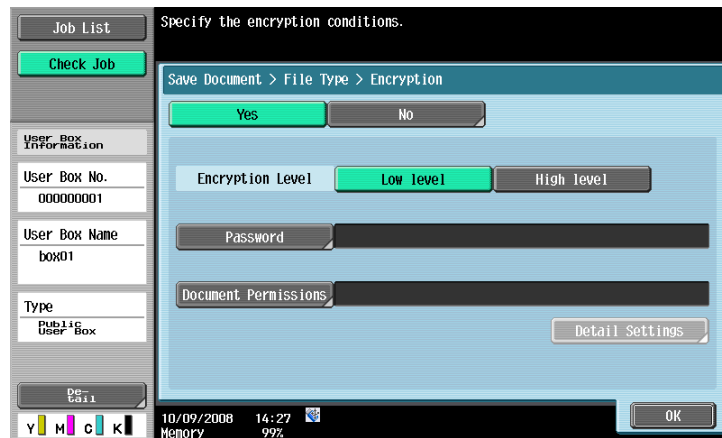 Job List
Check Job
Specify the encryption conditions.
Save Document > File Type > Encryption
Yes
No
Encryption Level
Low level
High level
Password
Document Permissions
Detail Settings
User Box
Information
User Box No.
000000001
User Box Name
box01
Type
Public
User Box
De-
tail
Y M C K
10/09/2008 14:27
Memory 99%
OK